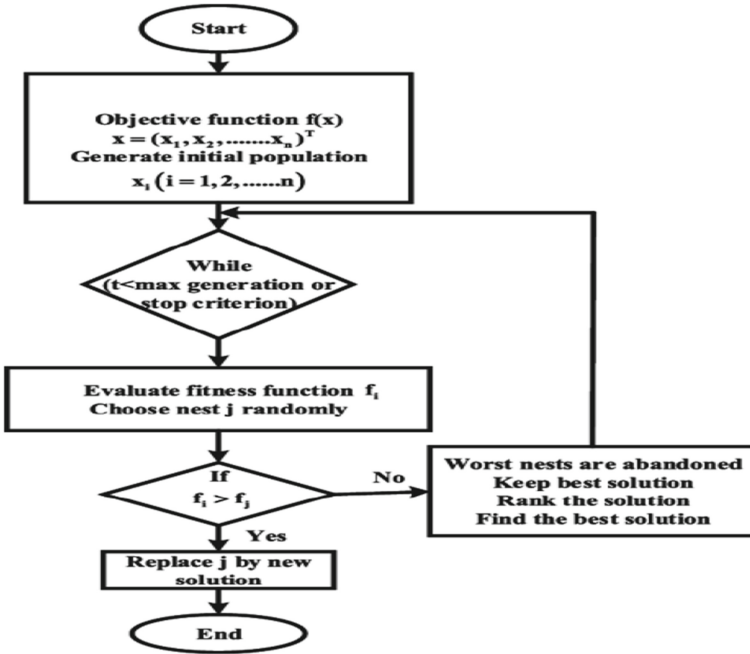 Start
Objective function f(x)
x = (x₁, x₂, .......xₙ)ᵀ
Generate initial population
xᵢ (i = 1, 2, ......n)
While
(t<max generation or
stop criterion)
Evaluate fitness function fᵢ
Choose nest j randomly
If
fᵢ > fⱼ
No
Worst nests are abandoned
Keep best solution
Rank the solution
Find the best solution
Yes
Replace j by new
solution
End